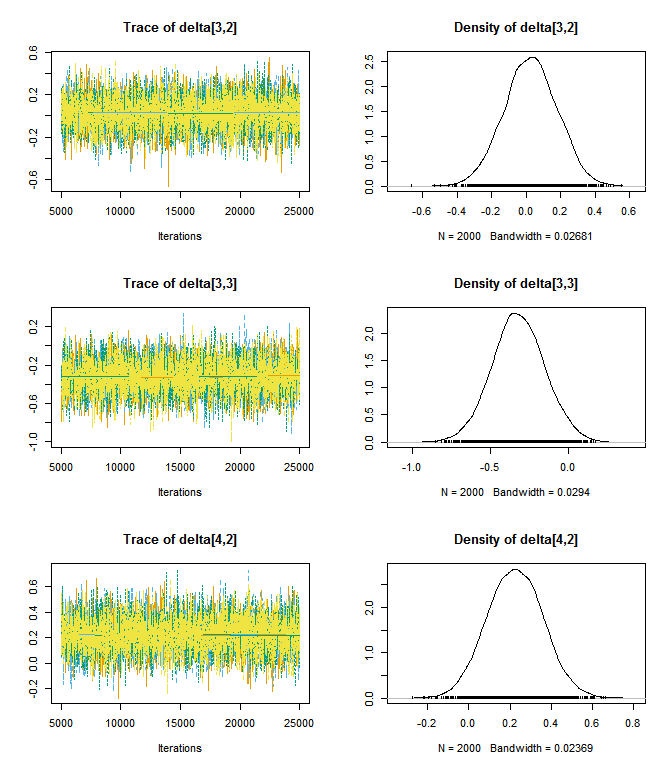 Trace of delta[3,2]
0.6
0.2
-0.2
-0.6
5000 10000 15000 20000 25000
Iterations
Density of delta[3,2]
2.5
2.0
1.5
1.0
0.5
0.0
-0.6 -0.4 -0.2 0.0 0.2 0.4 0.6
N = 2000 Bandwidth = 0.02681
Trace of delta[3,3]
0.2
-0.2
-0.6
-1.0
5000 10000 15000 20000 25000
Iterations
Density of delta[3,3]
2.0
1.5
1.0
0.5
0.0
-1.0 -0.5 0.0
N = 2000 Bandwidth = 0.0294
Trace of delta[4,2]
0.6
0.4
0.2
0.0
-0.2
5000 10000 15000 20000 25000
Iterations
Density of delta[4,2]
2.0
1.0
0.0
-0.2 0.0 0.2 0.4 0.6 0.8
N = 2000 Bandwidth = 0.02369